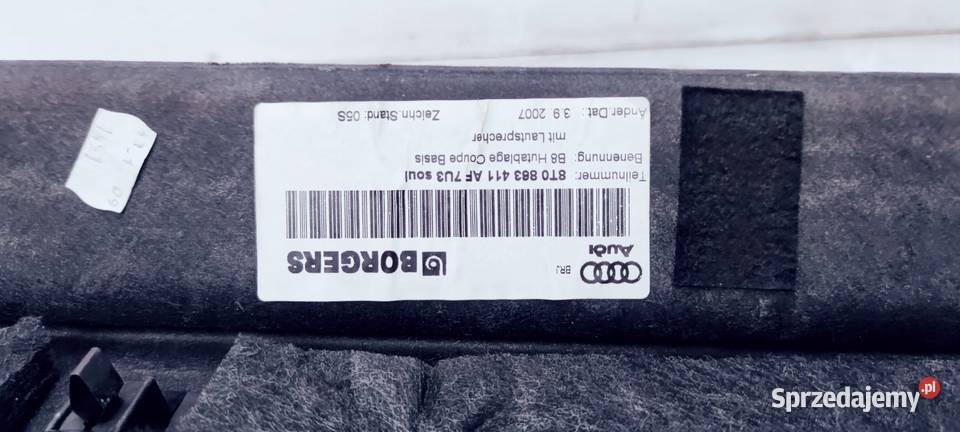 Audi
BRJ
BORGERS
Teilnummer: 8T0 863 411 AF 7U3 soul
Benennung: B8 Hutablage Coupe Basis
mit Lautsprecher
Änder.Dat.: 3.9.2007
Zeichn.Stand: 05S
Sprzedajemy.pl